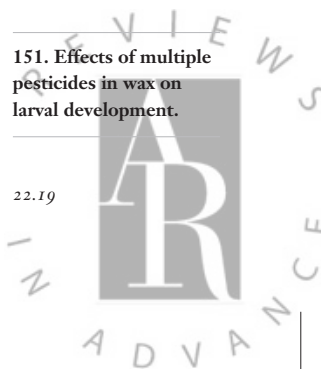 151. Effects of multiple
pesticides in wax on
larval development.
22.19
REVIEWS
IN ADVANCE
AR